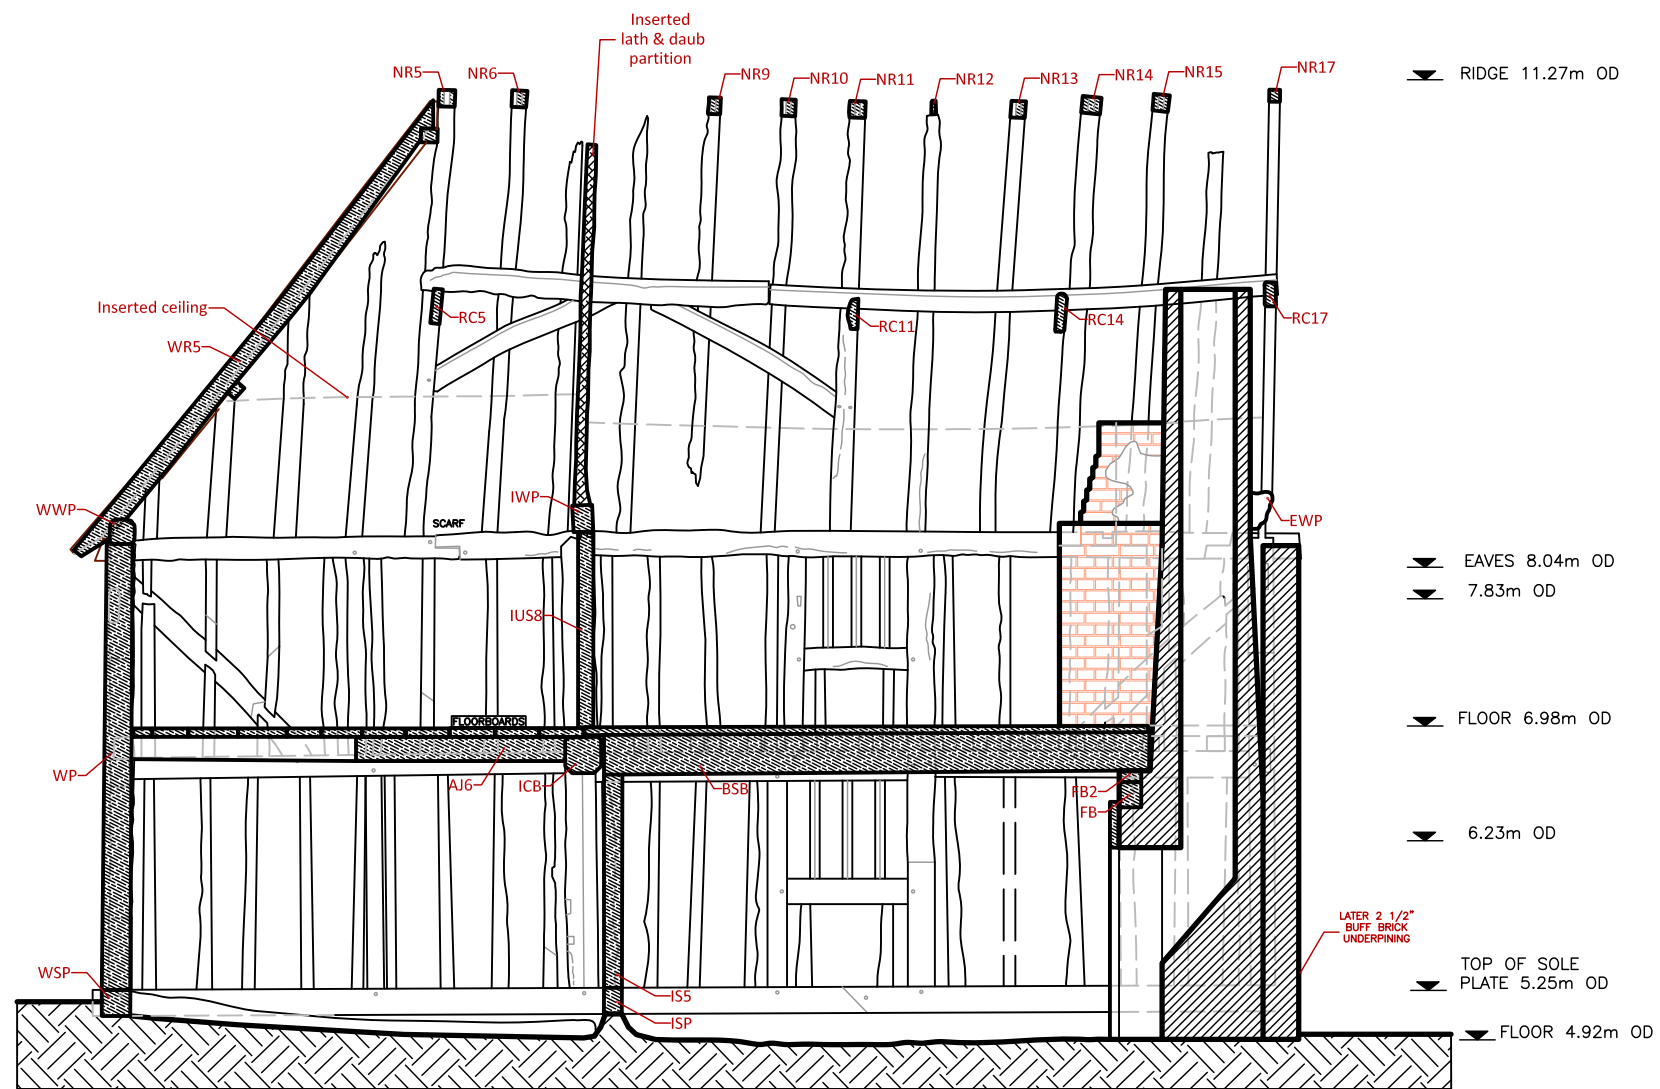 Inserted
lath & daub
partition
NR5
NR6
NR9
NR10
NR11
NR12
NR13
NR14
NR15
NR17
RIDGE 11.27m OD
Inserted ceiling
WR5
RC5
RC11
RC14
RC17
WWP
SCARF
IWP
EWP
EAVES 8.04m OD
7.83m OD
IUS8
FLOORBOARDS
FLOOR 6.98m OD
WP
AJ6
ICB
BSB
FB2
FB
6.23m OD
LATER 2 1/2"
BUFF BRICK
UNDERPINING
WSP
IS5
ISP
TOP OF SOLE
PLATE 5.25m OD
FLOOR 4.92m OD